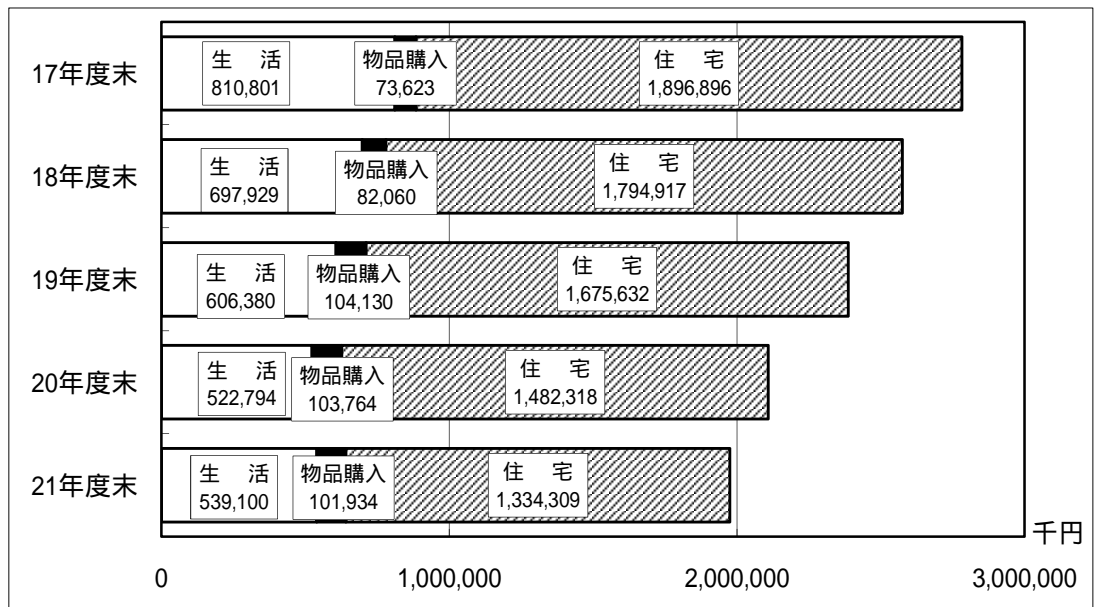 17年度末
生 活
810,801
物品購入
73,623
住 宅
1,896,896
18年度末
生 活
697,929
物品購入
82,060
住 宅
1,794,917
19年度末
生 活
606,380
物品購入
104,130
住 宅
1,675,632
20年度末
生 活
522,794
物品購入
103,764
住 宅
1,482,318
21年度末
生 活
539,100
物品購入
101,934
住 宅
1,334,309
千円
0 1,000,000 2,000,000 3,000,000